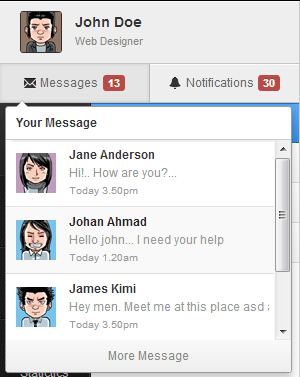 John Doe
Web Designer
Messages 13
Notifications 30
Your Message
Jane Anderson
Hi!.. How are you?...
Today 3.50pm
Johan Ahmad
Hello john... I need your help
Today 1.20am
James Kimi
Hey men. Meet me at this place asd a
Today 3.50pm
More Message
Statistics